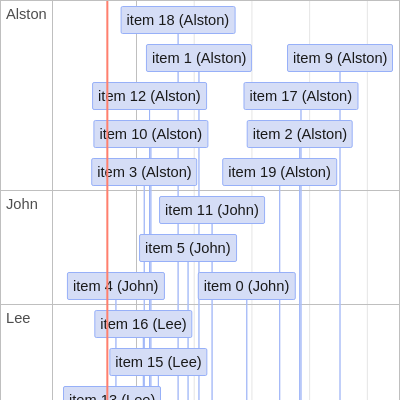 Alston
item 18 (Alston)
item 1 (Alston)
item 9 (Alston)
item 12 (Alston)
item 17 (Alston)
item 10 (Alston)
item 2 (Alston)
item 3 (Alston)
item 19 (Alston)
John
item 11 (John)
item 5 (John)
item 4 (John)
item 0 (John)
Lee
item 16 (Lee)
item 15 (Lee)
item 13 (Lee)